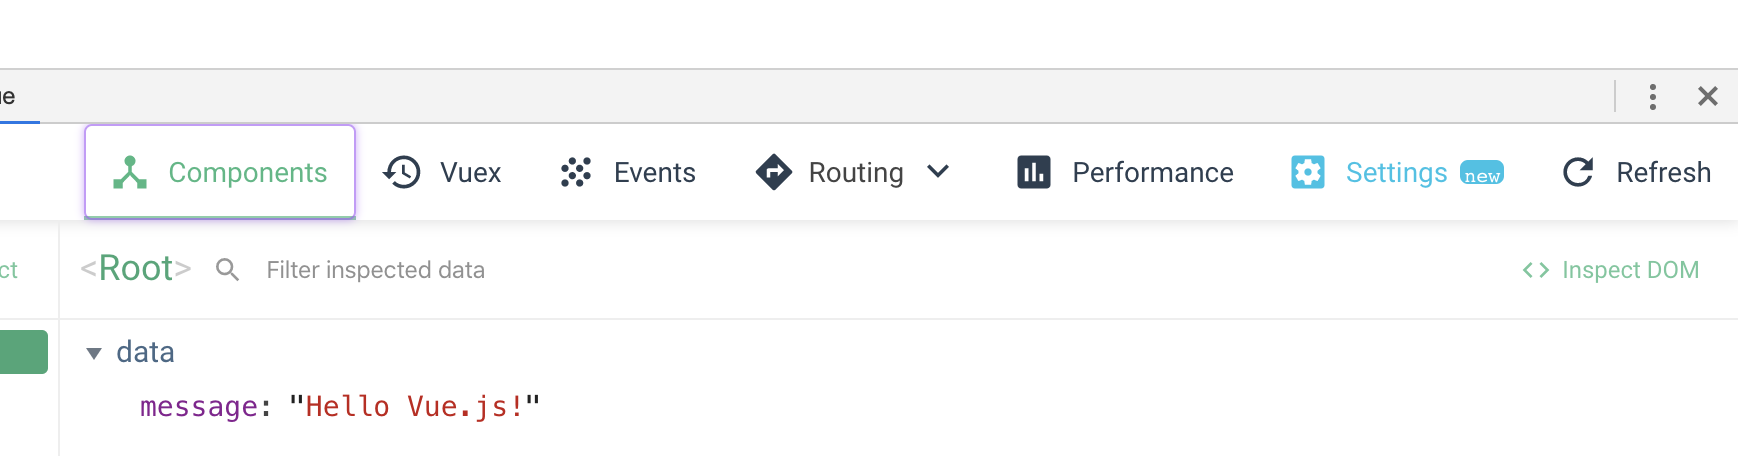 ue
Components Vuex Events Routing Performance Settings new Refresh
ct <Root> Filter inspected data <> Inspect DOM
data
message: "Hello Vue.js!"